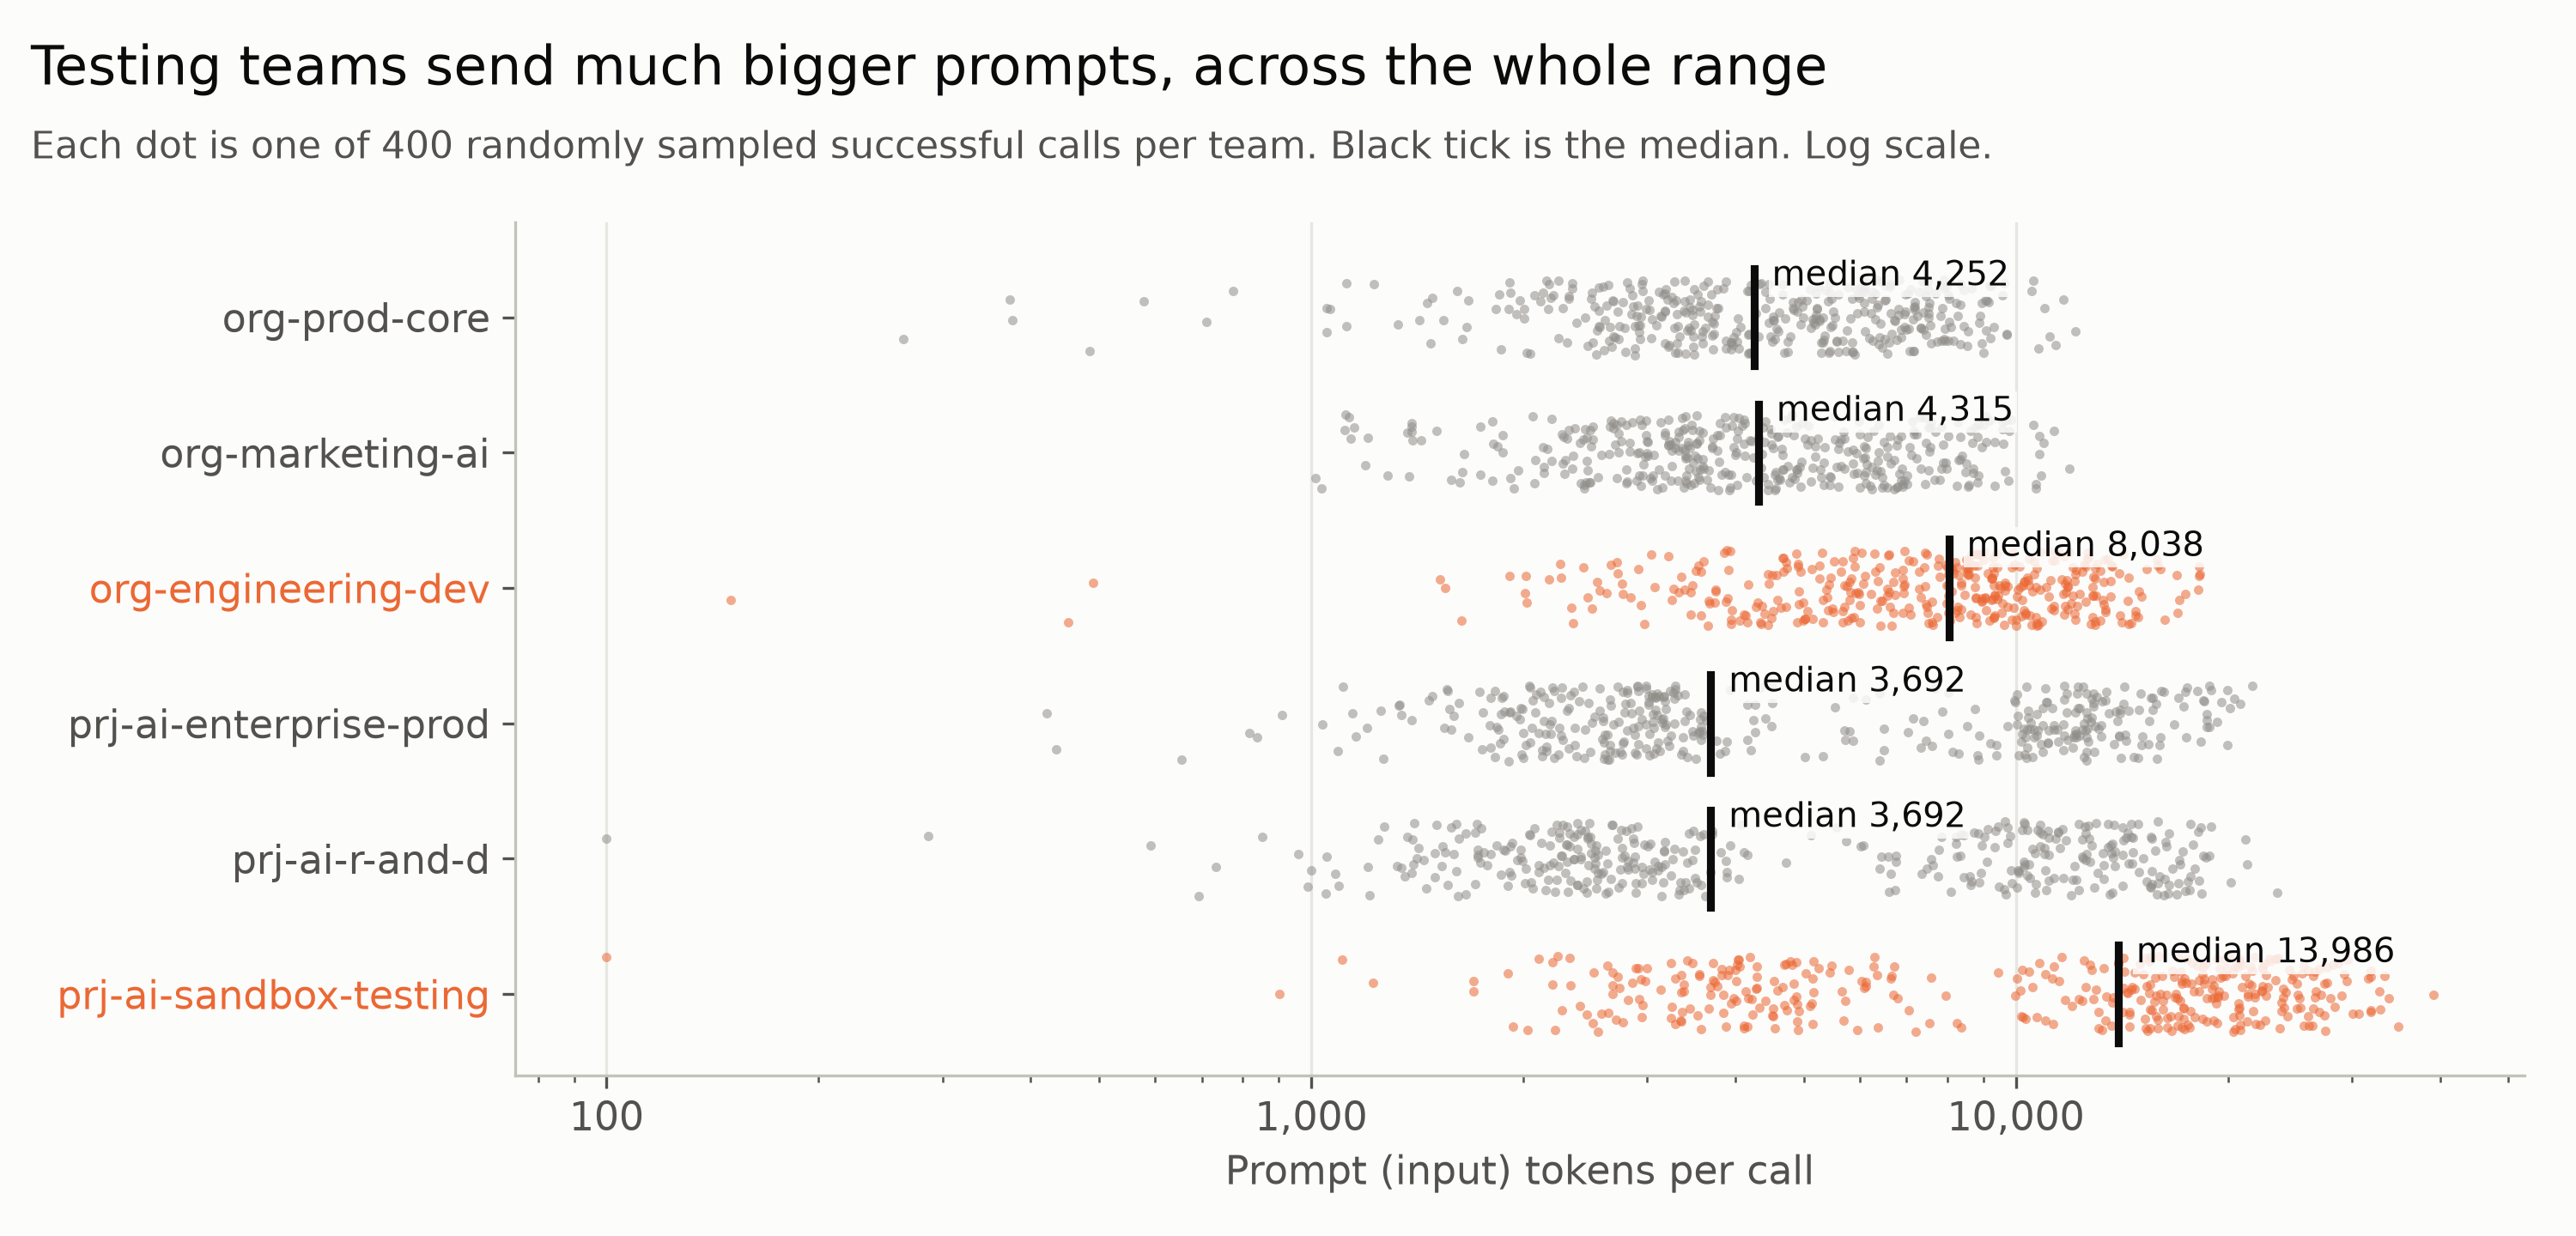 Testing teams send much bigger prompts, across the whole range
Each dot is one of 400 randomly sampled successful calls per team. Black tick is the median. Log scale.
org-prod-core
median 4,252
org-marketing-ai
median 4,315
org-engineering-dev
median 8,038
prj-ai-enterprise-prod
median 3,692
prj-ai-r-and-d
median 3,692
prj-ai-sandbox-testing
median 13,986
100
1,000
10,000
Prompt (input) tokens per call